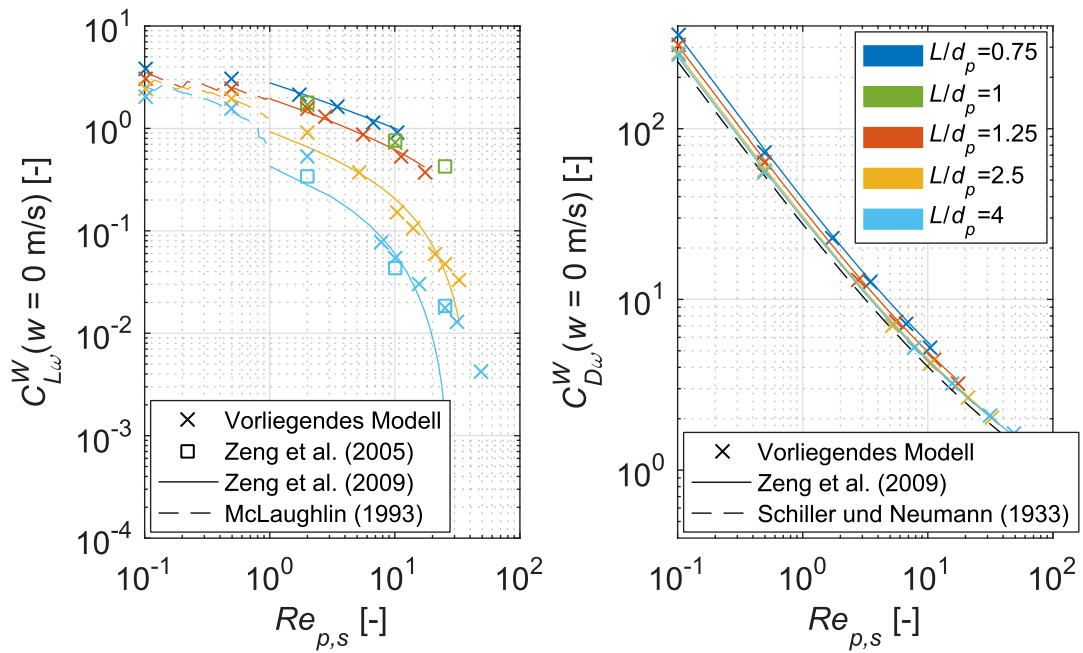 10^1
10^0
10^-1
10^-2
10^-3
10^-4
C^W_Lω(w = 0 m/s) [-]
Vorliegendes Modell
Zeng et al. (2005)
Zeng et al. (2009)
McLaughlin (1993)
10^-1 10^0 10^1 10^2
Re_p,s [-]
10^2
10^1
10^0
C^W_Dω(w = 0 m/s) [-]
L/d_p=0.75
L/d_p=1
L/d_p=1.25
L/d_p=2.5
L/d_p=4
Vorliegendes Modell
Zeng et al. (2009)
Schiller und Neumann (1933)
10^-1 10^0 10^1 10^2
Re_p,s [-]